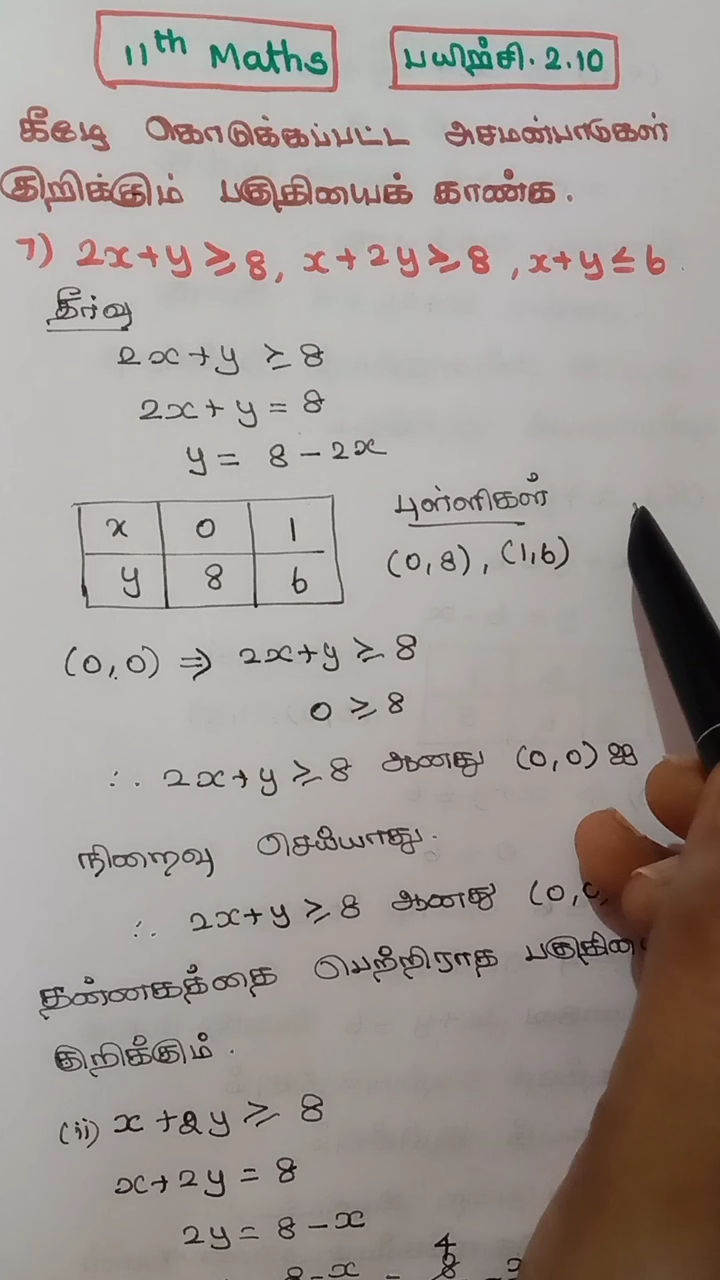 11th Maths
பயிற்சி. 2.10
கீழே கொடுக்கப்பட்ட அசமன்பாடுகள்
குறிக்கும் பகுதியைக் காண்க.
7) 2x+y ≥ 8, x+2y ≥ 8, x+y ≤ 6
தீர்வு
2x+y ≥ 8
2x+y = 8
y = 8 - 2x
x 0 1
y 8 6
புள்ளிகள்
(0,8), (1,6)
(0,0) ⇒ 2x+y ≥ 8
0 ≥ 8
∴ 2x+y ≥ 8 ஆனது (0,0) ஐ
நிறைவு செய்யாது.
∴ 2x+y ≥ 8 ஆனது (0,
தன்னகத்தை பெற்றிராத
குறிக்கும்.
(ii) x+2y ≥ 8
x+2y = 8
2y = 8-x